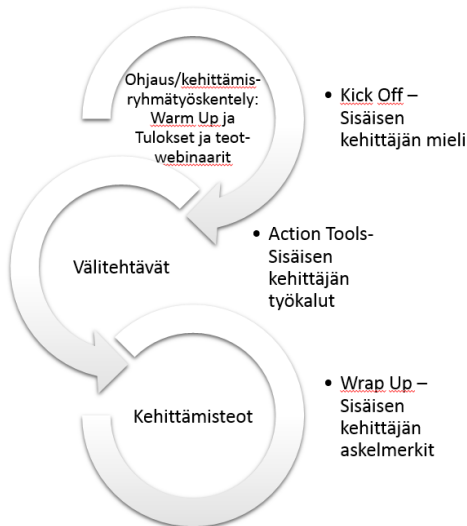 Ohjaus/kehittämis-
ryhmätyöskentely:
Warm Up ja
Tulokset ja teot-
webinaarit
• Kick Off –
Sisäisen
kehittäjän mieli
Välitehtävät
• Action Tools-
Sisäisen
kehittäjän
työkalut
Kehittämisteot
• Wrap Up –
Sisäisen
kehittäjän
askelmerkit